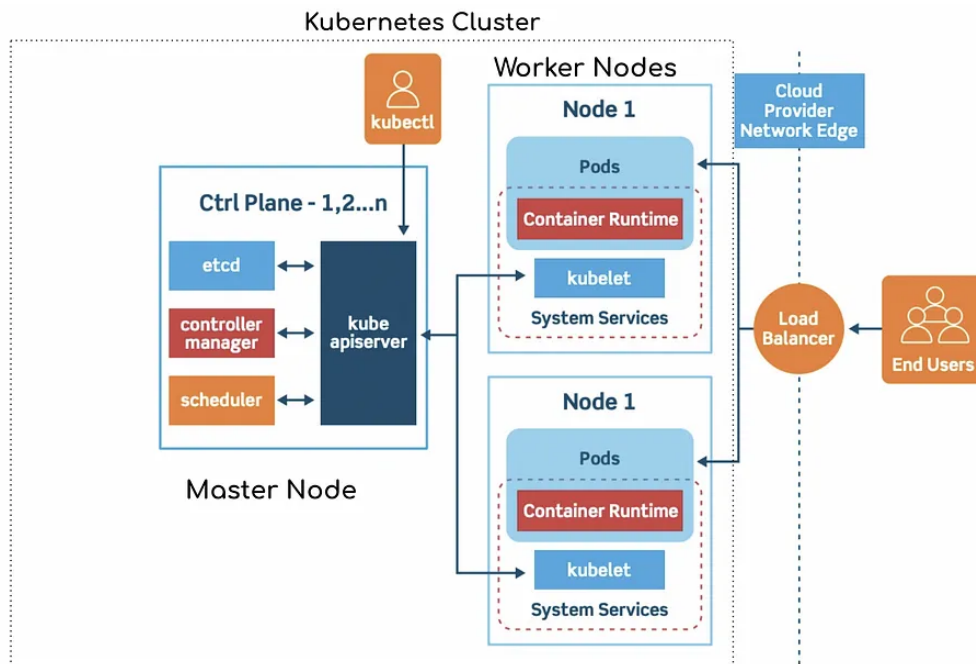 Kubernetes Cluster
kubectl
Ctrl Plane - 1,2...n
etcd
controller
manager
scheduler
kube
apiserver
Master Node
Worker Nodes
Node 1
Pods
Container Runtime
kubelet
System Services
Node 1
Pods
Container Runtime
kubelet
System Services
Cloud
Provider
Network Edge
Load
Balancer
End Users